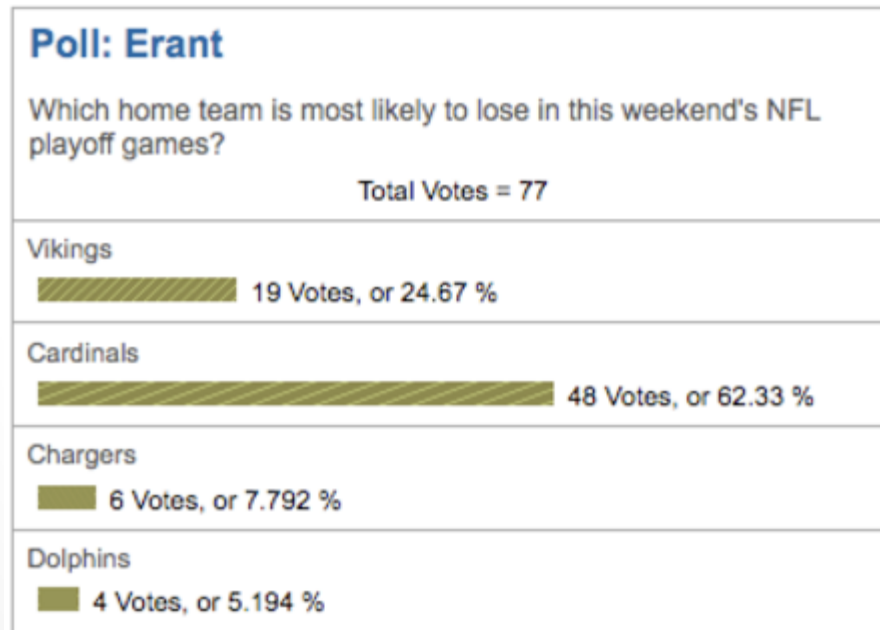 Poll: Erant
Which home team is most likely to lose in this weekend's NFL
playoff games?
Total Votes = 77
Vikings
19 Votes, or 24.67 %
Cardinals
48 Votes, or 62.33 %
Chargers
6 Votes, or 7.792 %
Dolphins
4 Votes, or 5.194 %